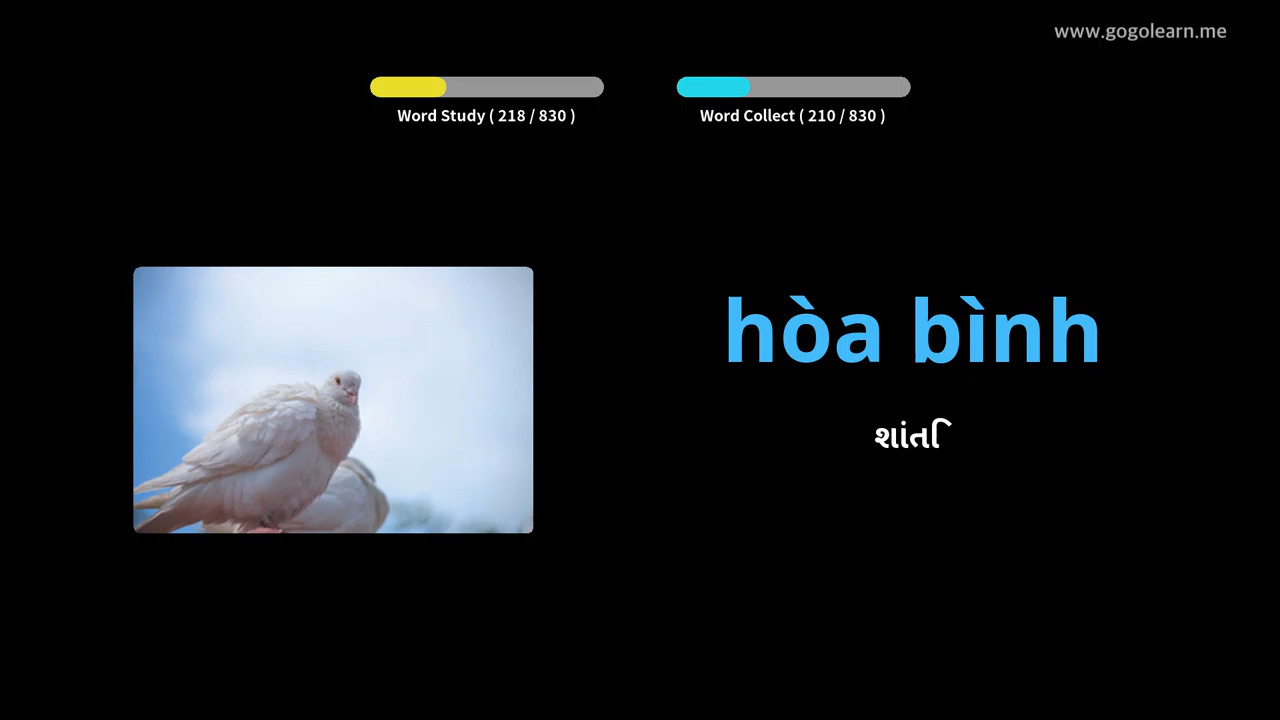 www.gogolearn.me
Word Study ( 218 / 830 )
Word Collect ( 210 / 830 )
hòa bình
શાંતિ